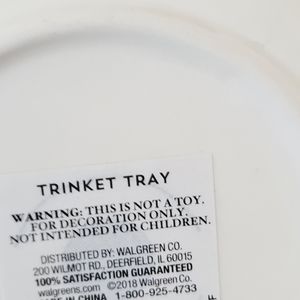 TRINKET TRAY
WARNING: THIS IS NOT A TOY.
FOR DECORATION ONLY.
NOT INTENDED FOR CHILDREN.
DISTRIBUTED BY: WALGREEN CO.
200 WILMOT RD., DEERFIELD, IL 60015
100% SATISFACTION GUARANTEED
walgreens.com ©2018 Walgreen Co.
IN CHINA 1-800-925-4733